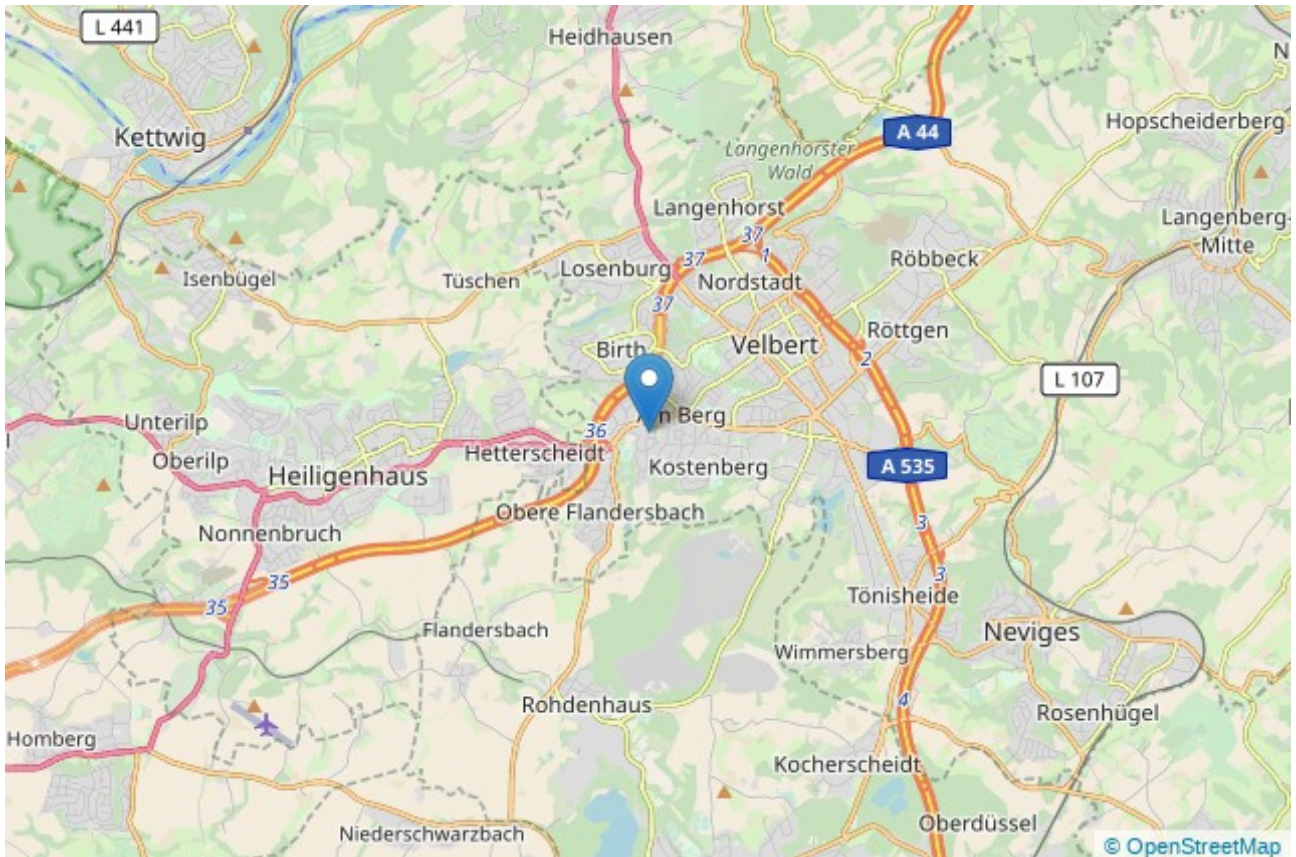 L 441
Heidhausen
Kettwig
A 44
Hopscheiderberg
Langenhorster
Wald
Langenhorst
Langenberg-
Mitte
37
37
1
Isenbügel
Tüschen
Losenburg
Nordstadt
Röbbeck
37
Röttgen
Birth
Velbert
2
L 107
Unterilp
Berg
36
Oberilp
Hetterscheidt
Heiligenhaus
Kostenberg
A 535
Obere Flandersbach
Nonnenbruch
3
35
35
3
Tönisheide
Flandersbach
Neviges
Wimmersberg
Rohdenhaus
4
Rosenhügel
Homberg
Kocherscheidt
Niederschwarzbach
Oberdüssel
© OpenStreetMap